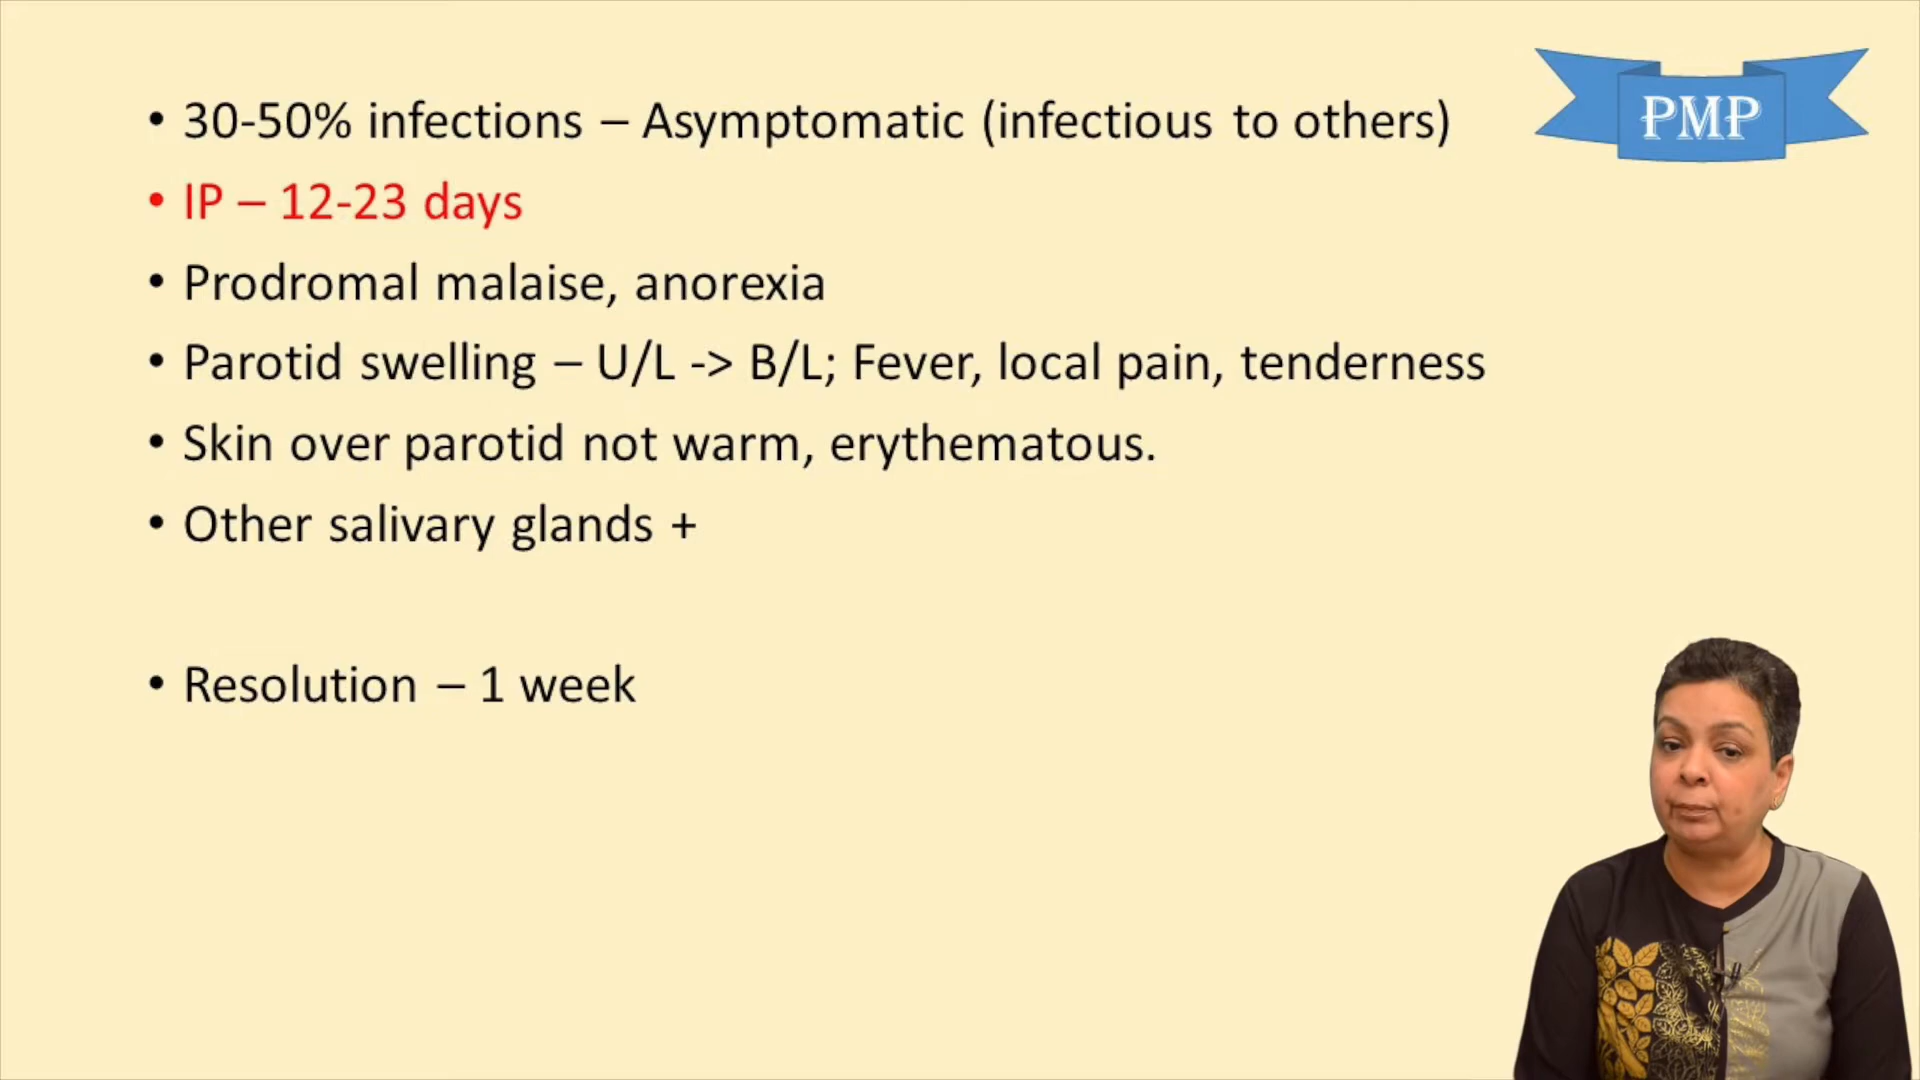 PMP
• 30-50% infections – Asymptomatic (infectious to others)
• IP – 12-23 days
• Prodromal malaise, anorexia
• Parotid swelling – U/L -> B/L; Fever, local pain, tenderness
• Skin over parotid not warm, erythematous.
• Other salivary glands +
• Resolution – 1 week